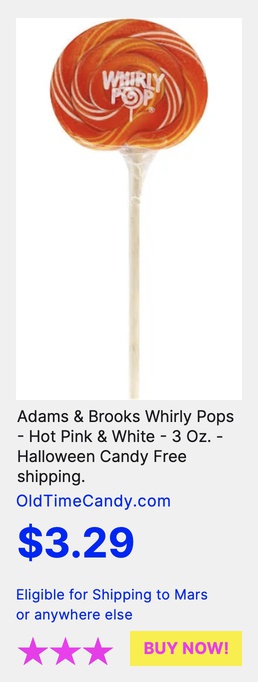 WHIRLY
POP
®
Adams & Brooks Whirly Pops
- Hot Pink & White - 3 Oz. -
Halloween Candy Free
shipping.
OldTimeCandy.com
$3.29
Eligible for Shipping to Mars
or anywhere else
BUY NOW!